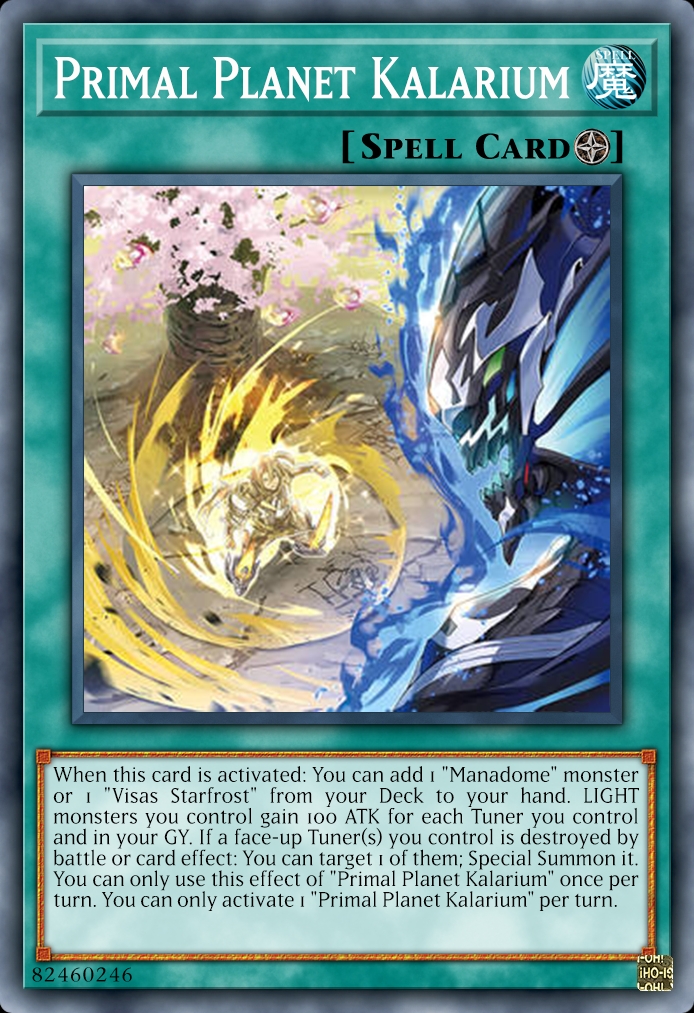 PRIMAL PLANET KALARIUM
SPELL
魔
[SPELL CARD]
When this card is activated: You can add 1 "Manadome" monster
or 1 "Visas Starfrost" from your Deck to your hand. LIGHT
monsters you control gain 100 ATK for each Tuner you control
and in your GY. If a face-up Tuner(s) you control is destroyed by
battle or card effect: You can target 1 of them; Special Summon it.
You can only use this effect of "Primal Planet Kalarium" once per
turn. You can only activate 1 "Primal Planet Kalarium" per turn.
82460246